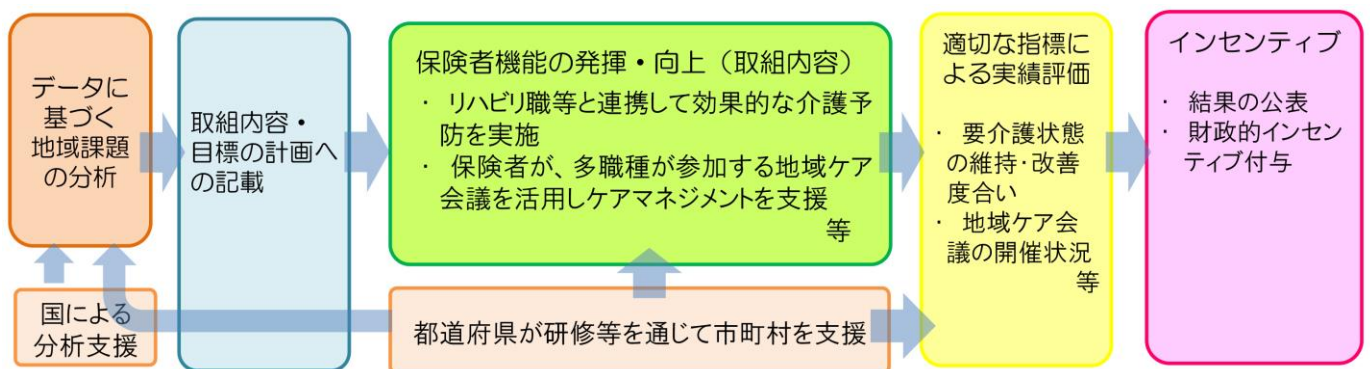 データに
基づく
地域課題
の分析
国による
分析支援
取組内容・
目標の計画へ
の記載
保険者機能の発揮・向上（取組内容）
・ リハビリ職等と連携して効果的な介護予
防を実施
・ 保険者が、多職種が参加する地域ケア
会議を活用しケアマネジメントを支援
等
都道府県が研修等を通じて市町村を支援
適切な指標に
よる実績評価
・ 要介護状態
の維持・改善
度合い
・ 地域ケア会
議の開催状況
等
インセンティブ
・ 結果の公表
・ 財政的インセン
ティブ付与